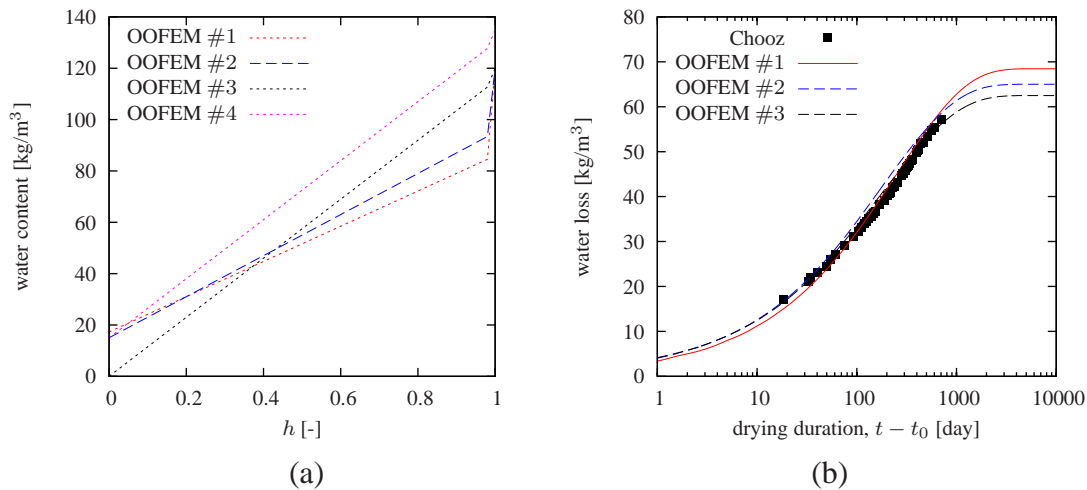 140
120
100
80
60
40
20
0
water content [kg/m³]
OOFEM #1
OOFEM #2
OOFEM #3
OOFEM #4
0 0.2 0.4 0.6 0.8 1
h [-]
(a)
80
70
60
50
40
30
20
10
0
water loss [kg/m³]
Chooz
OOFEM #1
OOFEM #2
OOFEM #3
1 10 100 1000 10000
drying duration, t − t₀ [day]
(b)